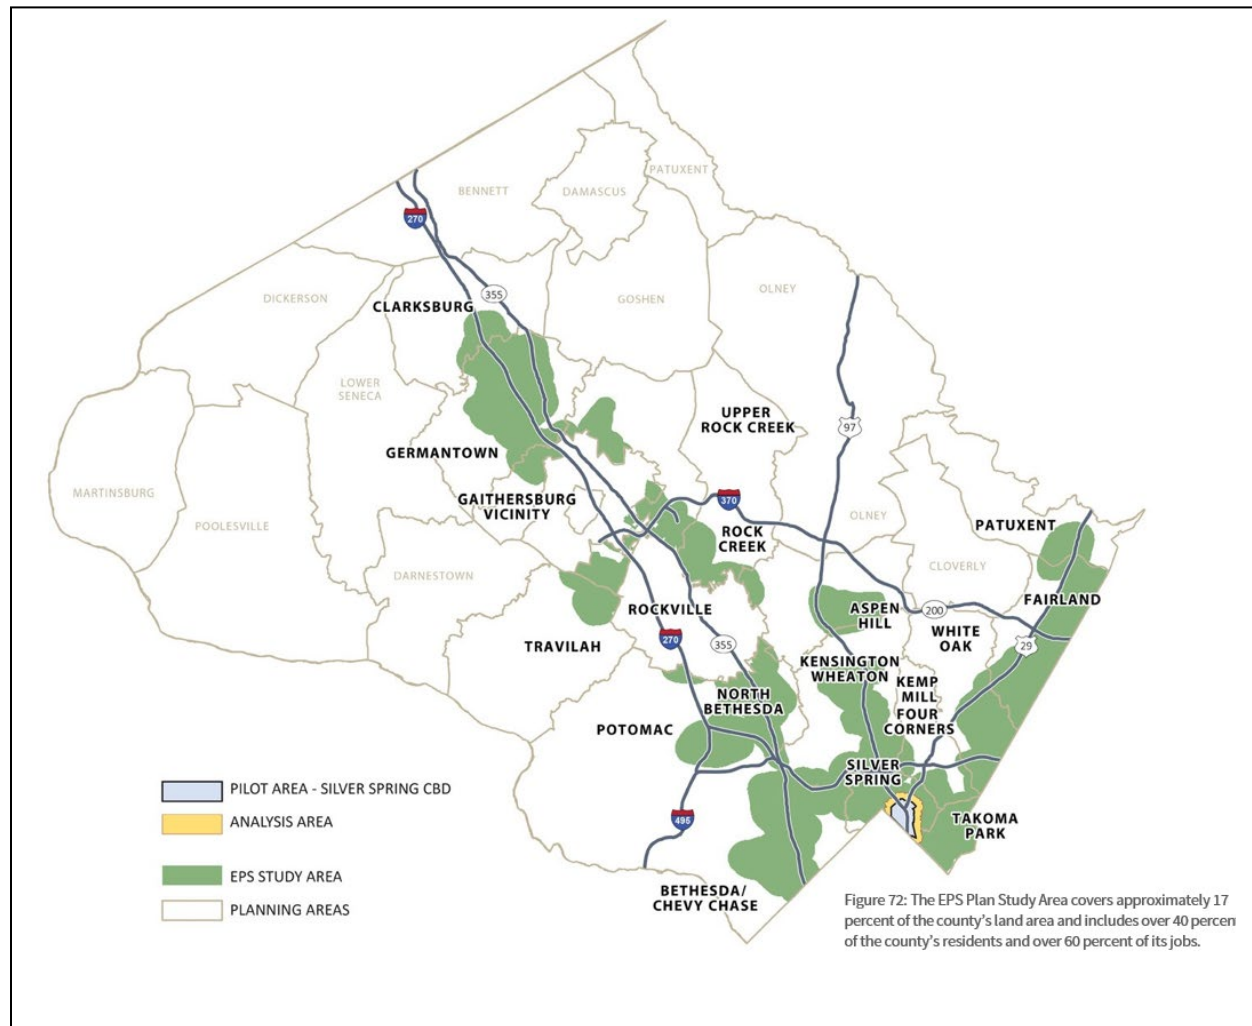 PATUXENT
BENNETT
DAMASCUS
270
355
DICKERSON
CLARKSBURG
GOSHEN
OLNEY
LOWER
SENECA
UPPER
ROCK CREEK
97
GERMANTOWN
MARTINSBURG
GAITHERSBURG
VICINITY
370
POOLESVILLE
OLNEY
PATUXENT
ROCK
CREEK
DARNESTOWN
CLOVERLY
FAIRLAND
ROCKVILLE
ASPEN
HILL
200
WHITE
OAK
TRAVILAH
270
355
29
KENSINGTON
WHEATON
KEMP
MILL
NORTH
BETHESDA
FOUR
CORNERS
POTOMAC
SILVER
SPRING
PILOT AREA - SILVER SPRING CBD
ANALYSIS AREA
495
TAKOMA
PARK
EPS STUDY AREA
PLANNING AREAS
BETHESDA/
CHEVY CHASE
Figure 72: The EPS Plan Study Area covers approximately 17
percent of the county's land area and includes over 40 percen
of the county's residents and over 60 percent of its jobs.